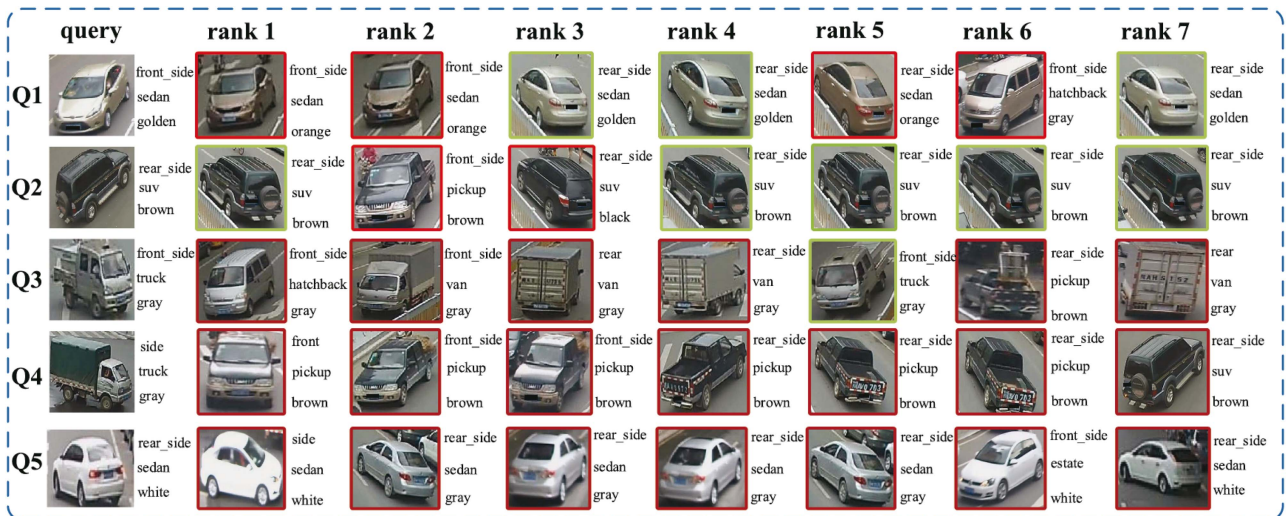 query rank 1 rank 2 rank 3 rank 4 rank 5 rank 6 rank 7
front_side front_side front_side rear_side rear_side rear_side front_side rear_side
Q1 sedan sedan sedan sedan sedan sedan hatchback sedan
golden orange orange golden golden orange gray golden
rear_side rear_side front_side rear_side rear_side rear_side rear_side rear_side
Q2 suv suv pickup suv suv suv suv suv
brown brown brown black brown brown brown brown
front_side front_side front_side rear rear_side front_side rear_side rear
Q3 truck hatchback van van van truck pickup van
gray gray gray gray gray gray brown gray
side front front_side front_side rear_side rear_side rear_side rear_side
Q4 truck pickup pickup pickup pickup pickup pickup suv
gray brown brown brown brown brown brown brown
rear_side side rear_side rear_side rear_side rear_side front_side rear_side
Q5 sedan sedan sedan sedan sedan sedan estate sedan
white white gray gray gray gray white white